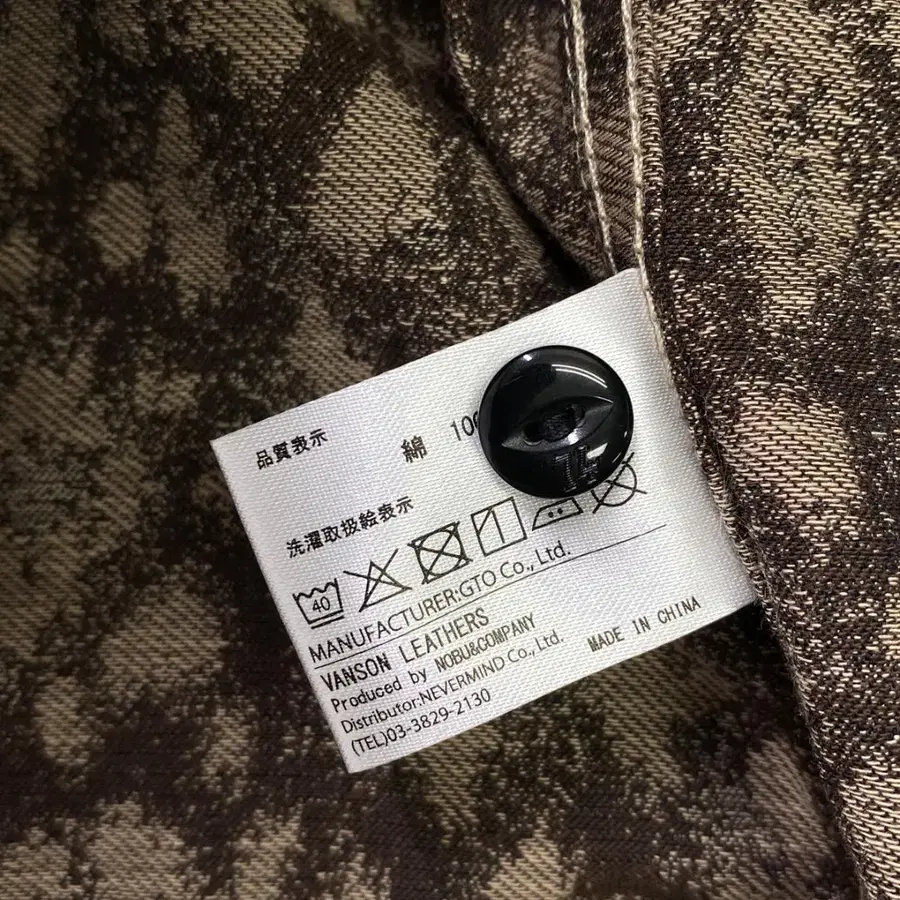 品質表示
綿 10
洗濯取扱絵表示
40
MANUFACTURER:GTO Co., Ltd.
VANSON LEATHERS
Produced by NOBU&COMPANY
MADE IN CHINA
Distributor:NEVERMIND Co., Ltd.
(TEL)03-3829-2130